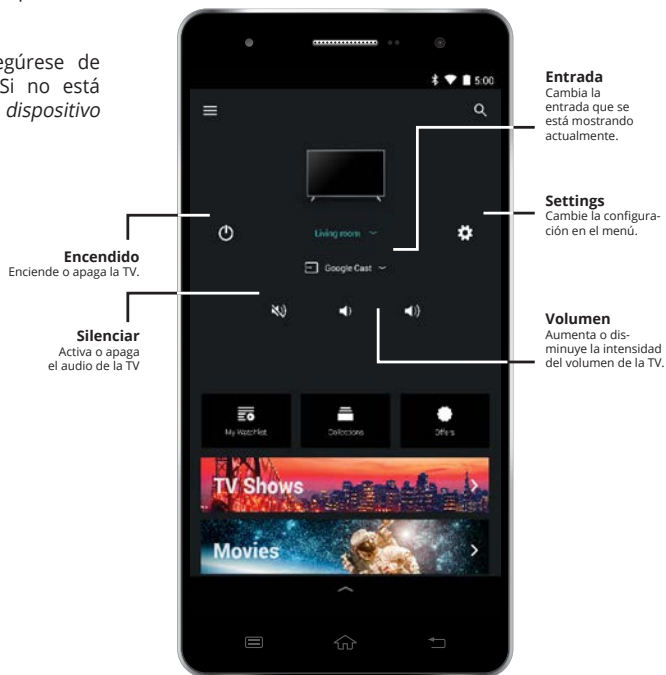 egúrese de
Si no está
dispositivo
5:00
Entrada
Cambia la
entrada que se
está mostrando
actualmente.
Settings
Cambie la configura-
ción en el menú.
Living room
Encendido
Enciende o apaga la TV.
Google Cast
Silenciar
Activa o apaga
el audio de la TV
Volumen
Aumenta o dis-
minuye la intensidad
del volumen de la TV.
My Watchlist
Collections
Offers
TV Shows
Movies